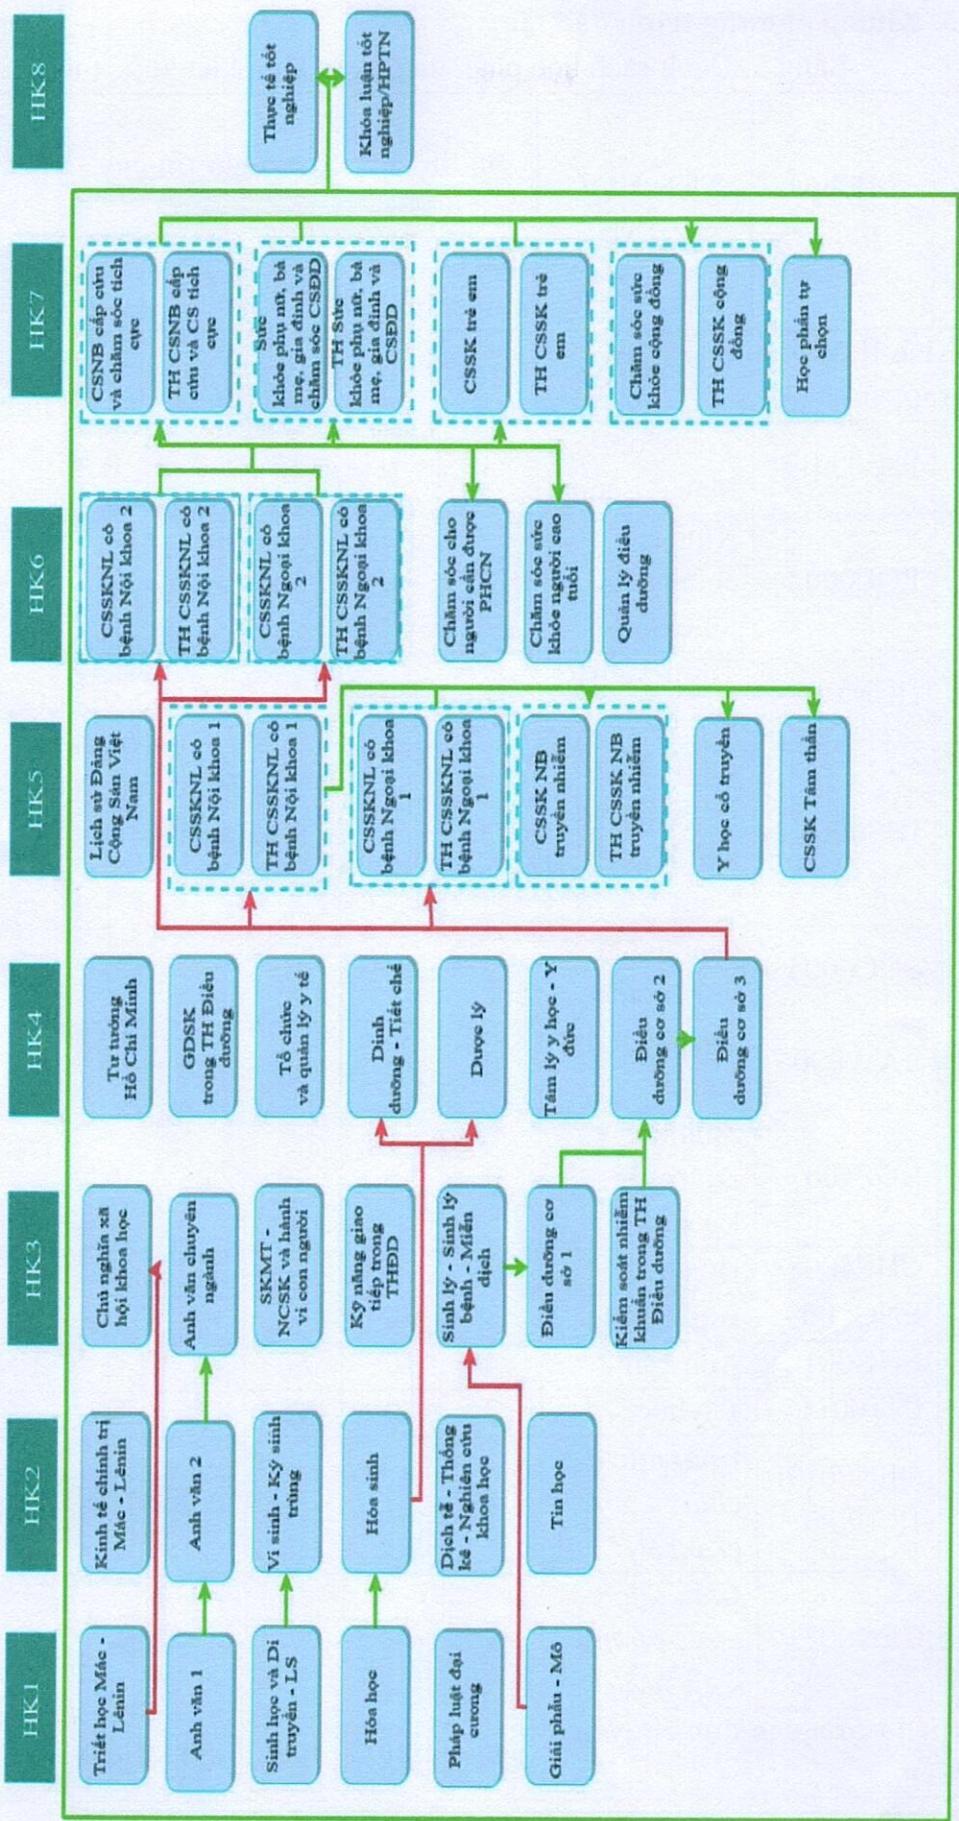 HK1
Triết học Mác -
Lênin
Anh văn 1
Sinh học và Di
truyền - LS
Hóa học
Pháp luật đại
cương
Giải phẫu - Mô
HK2
Kinh tế chính trị
Mác - Lênin
Anh văn 2
Vi sinh - Ký sinh
trùng
Hóa sinh
Dịch tễ - Thống
kê - Nghiên cứu
khoa học
Tin học
HK3
Chủ nghĩa xã
hội khoa học
Anh văn chuyên
ngành
SKMT -
NCSK và hành
vi con người
Kỹ năng giao
tiếp trong
THĐD
Sinh lý - Sinh lý
bệnh - Miễn
dịch
Điều dưỡng cơ
sở 1
Kiểm soát nhiễm
khuẩn trong TH
Điều dưỡng
HK4
Tư tưởng
Hồ Chí Minh
GDSK
trong TH Điều
dưỡng
Tổ chức
và quản lý y tế
Dinh
dưỡng - Tiết chế
Dược lý
Tâm lý y học - Y
đức
Điều
dưỡng cơ sở 2
Điều
dưỡng cơ sở 3
HK5
Lịch sử Đảng
Cộng Sản Việt
Nam
CSSKNL có
bệnh Nội khoa 1
TH CSSKNL có
bệnh Nội khoa 1
CSSKNL có
bệnh Ngoại khoa
1
TH CSSKNL có
bệnh Ngoại khoa
1
CSSK NB
truyền nhiễm
TH CSSK NB
truyền nhiễm
Y học cổ truyền
CSSK Tâm thần
HK6
CSSKNL có
bệnh Nội khoa 2
TH CSSKNL có
bệnh Nội khoa 2
CSSKNL có
bệnh Ngoại khoa
2
TH CSSKNL có
bệnh Ngoại khoa
2
Chăm sóc cho
người cần được
PHCN
Chăm sóc sức
khỏe người cao
tuổi
Quản lý điều
dưỡng
HK7
CSNB cấp cứu
và chăm sóc tích
cực
TH CSNB cấp
cứu và CS tích
cực
Sức
khỏe phụ nữ, bà
mẹ, gia đình và
chăm sóc CSĐD
TH Sức
khỏe phụ nữ, bà
mẹ, gia đình và
CSĐD
CSSK trẻ em
TH CSSK trẻ
em
Chăm sóc sức
khỏe cộng đồng
TH CSSK cộng
đồng
Học phần tự
chọn
HK8
Thực tế tốt
nghiệp
Khóa luận tốt
nghiệp/HPTN